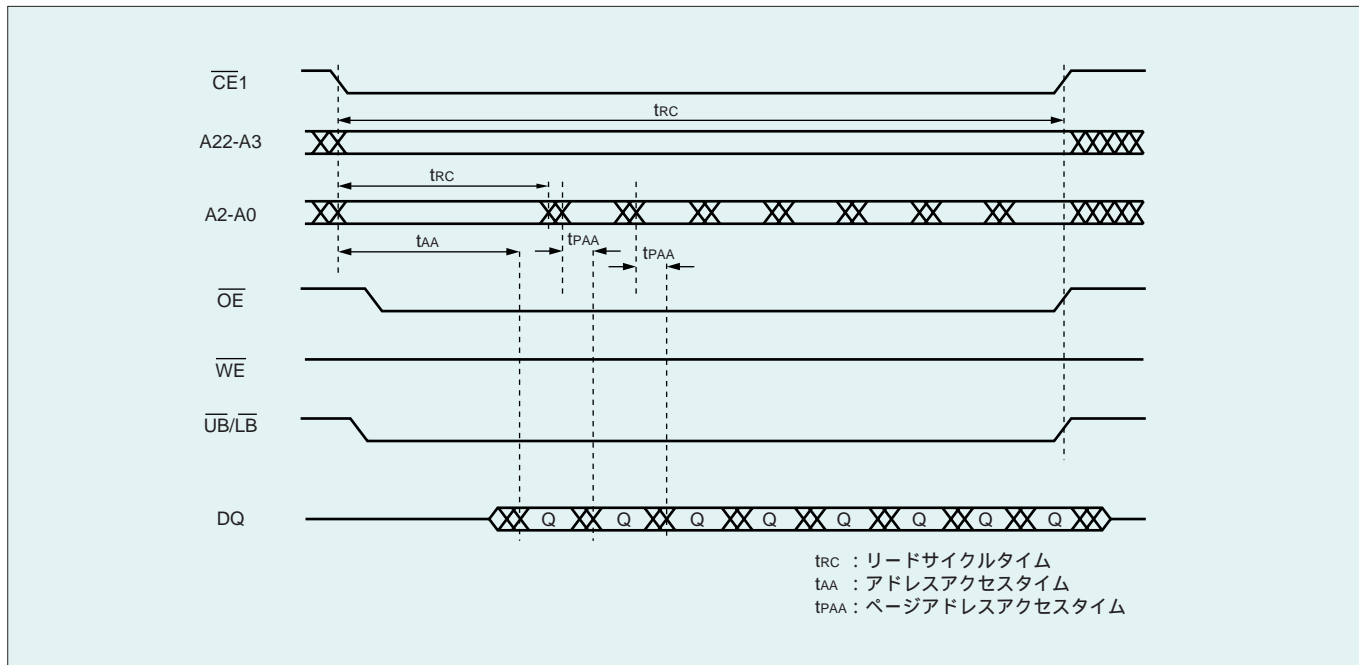 CE1
tRC
A22-A3
tRC
A2-A0
tAA
tPAA
tPAA
OE
WE
UB/LB
DQ
Q Q Q Q Q Q Q Q
tRC ：リードサイクルタイム
tAA ：アドレスアクセスタイム
tPAA：ページアドレスアクセスタイム